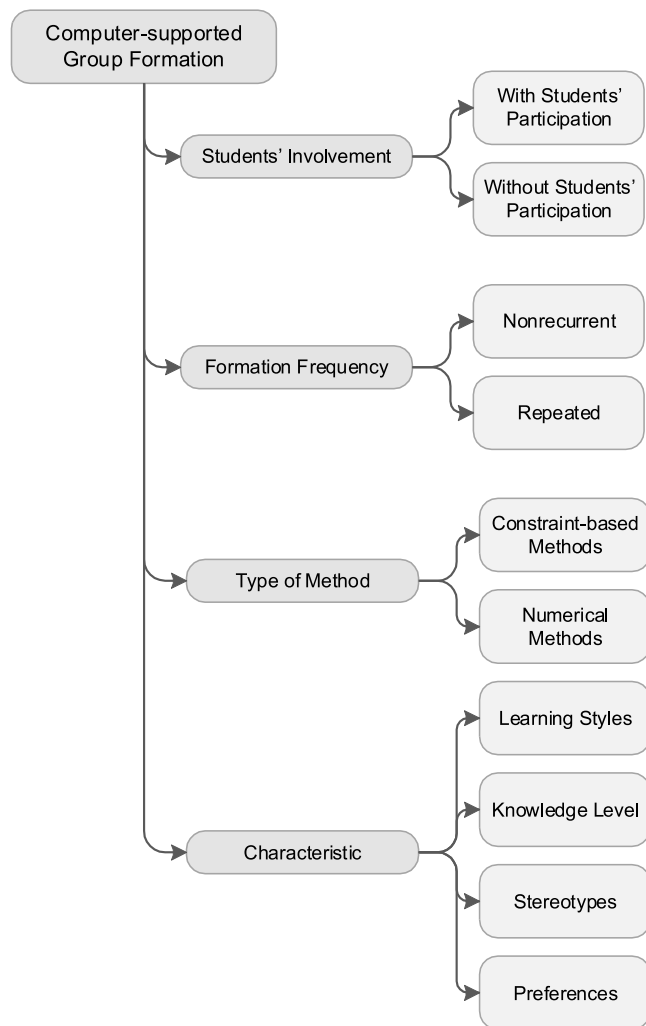 Computer-supported
Group Formation
Students’ Involvement
With Students’
Participation
Without Students’
Participation
Formation Frequency
Nonrecurrent
Repeated
Type of Method
Constraint-based
Methods
Numerical
Methods
Characteristic
Learning Styles
Knowledge Level
Stereotypes
Preferences